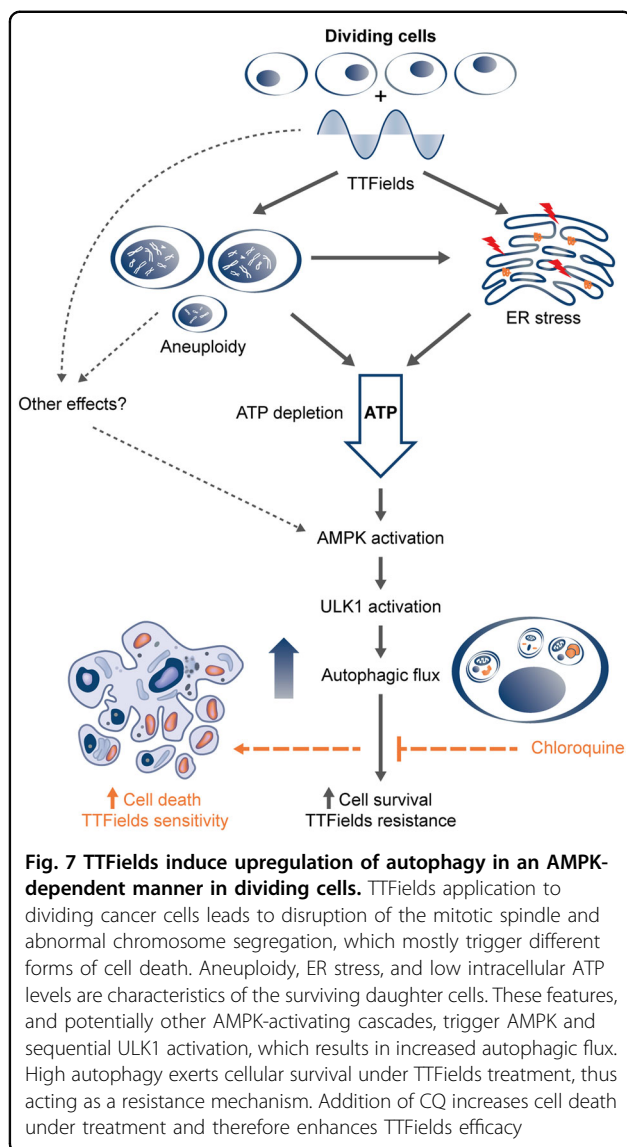 Dividing cells
+
TTFields
Aneuploidy
ER stress
Other effects?
ATP depletion
ATP
AMPK activation
ULK1 activation
Autophagic flux
Chloroquine
Cell death
TTFields sensitivity
Cell survival
TTFields resistance
Fig. 7 TTFields induce upregulation of autophagy in an AMPK-
dependent manner in dividing cells. TTFields application to
dividing cancer cells leads to disruption of the mitotic spindle and
abnormal chromosome segregation, which mostly trigger different
forms of cell death. Aneuploidy, ER stress, and low intracellular ATP
levels are characteristics of the surviving daughter cells. These features,
and potentially other AMPK-activating cascades, trigger AMPK and
sequential ULK1 activation, which results in increased autophagic flux.
High autophagy exerts cellular survival under TTFields treatment, thus
acting as a resistance mechanism. Addition of CQ increases cell death
under treatment and therefore enhances TTFields efficacy